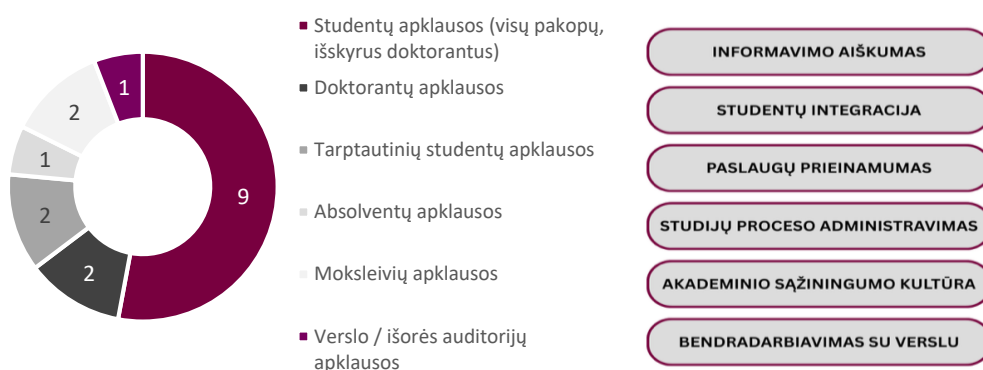 9
2
2
1
2
1
Studentų apklausos (visų pakopų,
išskyrus doktorantus)
Doktorantų apklausos
Tarptautinių studentų apklausos
Absolventų apklausos
Moksleivių apklausos
Verslo / išorės auditorijų
apklausos
INFORMAVIMO AIŠKUMAS
STUDENTŲ INTEGRACIJA
PASLAUGŲ PRIEINAMUMAS
STUDIJŲ PROCESO ADMINISTRAVIMAS
AKADEMINIO SĄŽININGUMO KULTŪRA
BENDRADARBIAVIMAS SU VERSLU